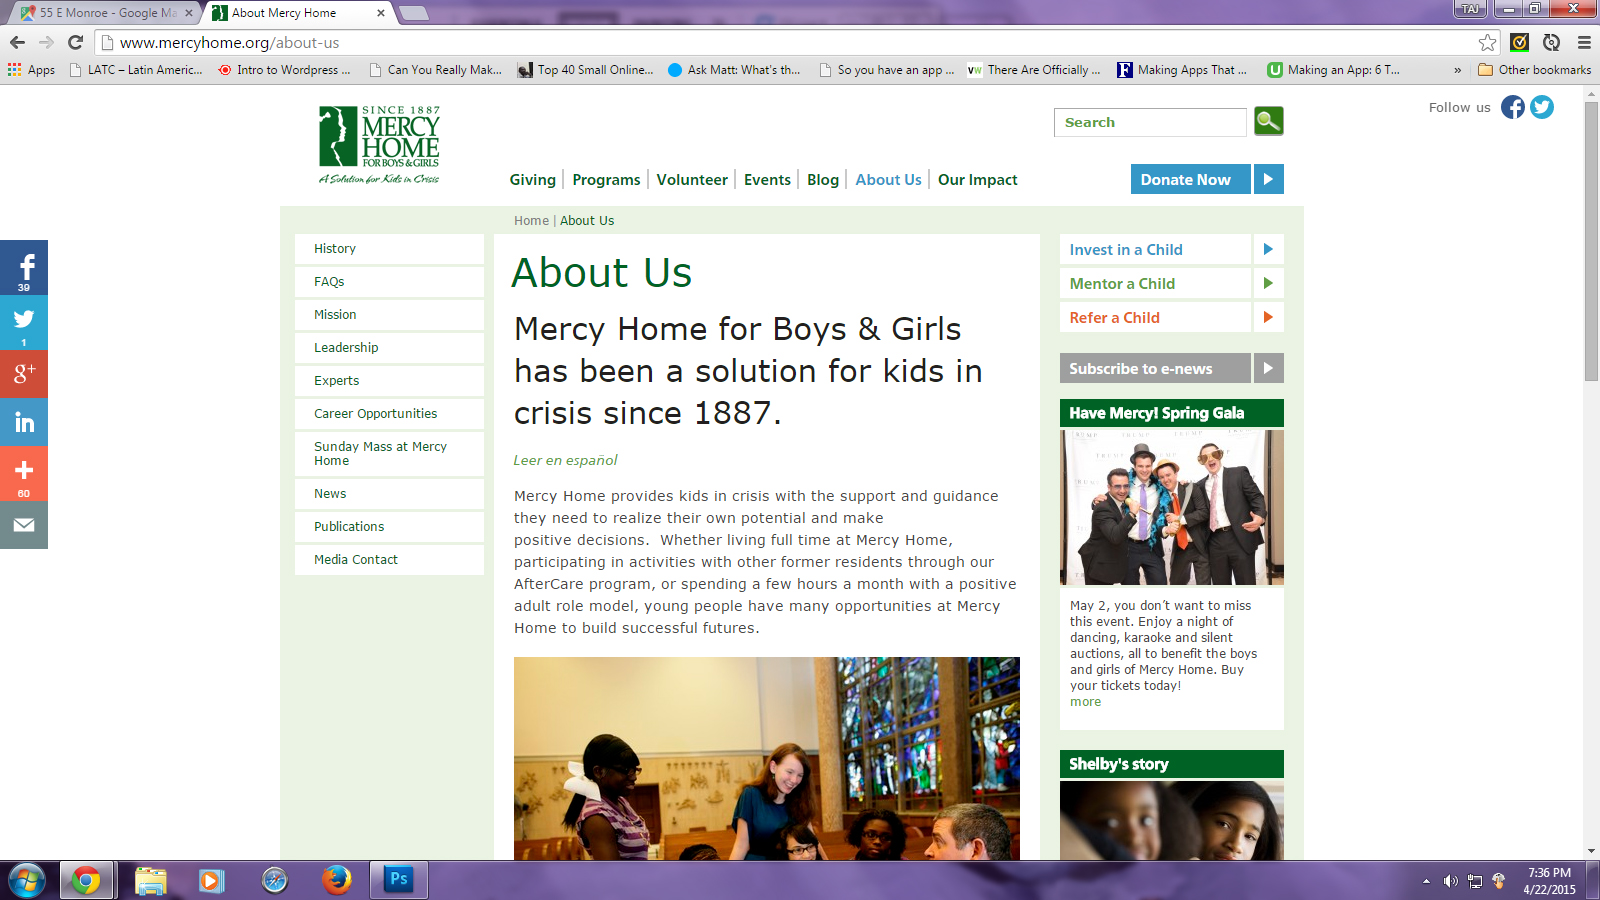 55 E Monroe - Google Ma
About Mercy Home
TAJ
www.mercyhome.org/about-us
Apps
LATC – Latin Americ...
Intro to Wordpress ...
Can You Really Mak...
Top 40 Small Online...
Ask Matt: What's th...
So you have an app ...
There Are Officially ...
Making Apps That ...
Making an App: 6 T...
»
Other bookmarks
Follow us
SINCE 1887
MERCY
HOME
FOR BOYS & GIRLS
A Solution for Kids in Crisis
Search
Giving
Programs
Volunteer
Events
Blog
About Us
Our Impact
Donate Now
Home | About Us
39
1
g+
in
60
History
FAQs
Mission
Leadership
Experts
Career Opportunities
Sunday Mass at Mercy
Home
News
Publications
Media Contact
About Us
Mercy Home for Boys & Girls
has been a solution for kids in
crisis since 1887.
Leer en español
Mercy Home provides kids in crisis with the support and guidance
they need to realize their own potential and make
positive decisions.  Whether living full time at Mercy Home,
participating in activities with other former residents through our
AfterCare program, or spending a few hours a month with a positive
adult role model, young people have many opportunities at Mercy
Home to build successful futures.
Invest in a Child
Mentor a Child
Refer a Child
Subscribe to e-news
Have Mercy! Spring Gala
TRUMP
May 2, you don’t want to miss
this event. Enjoy a night of
dancing, karaoke and silent
auctions, all to benefit the boys
and girls of Mercy Home. Buy
your tickets today!
more
Shelby's story
Ps
7:36 PM
4/22/2015